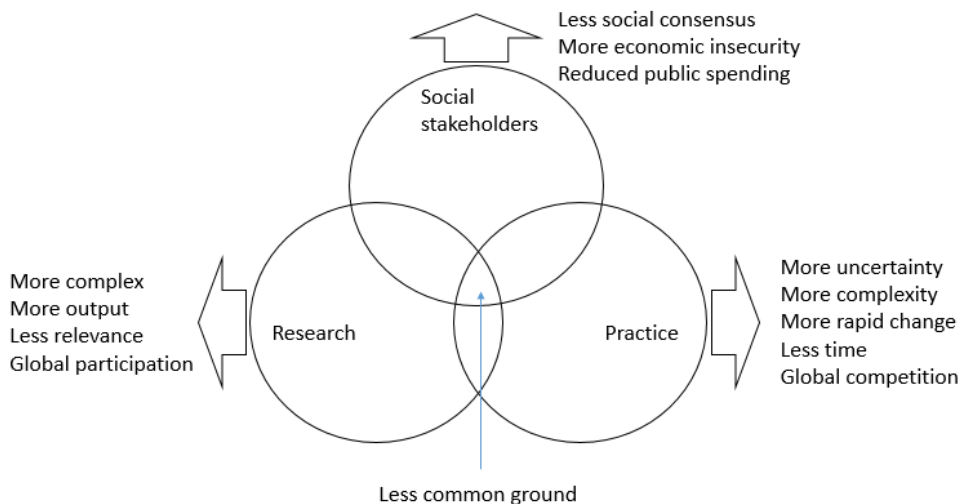 Less social consensus
More economic insecurity
Reduced public spending
Social
stakeholders
More complex
More output
Less relevance
Global participation
Research
Practice
More uncertainty
More complexity
More rapid change
Less time
Global competition
Less common ground